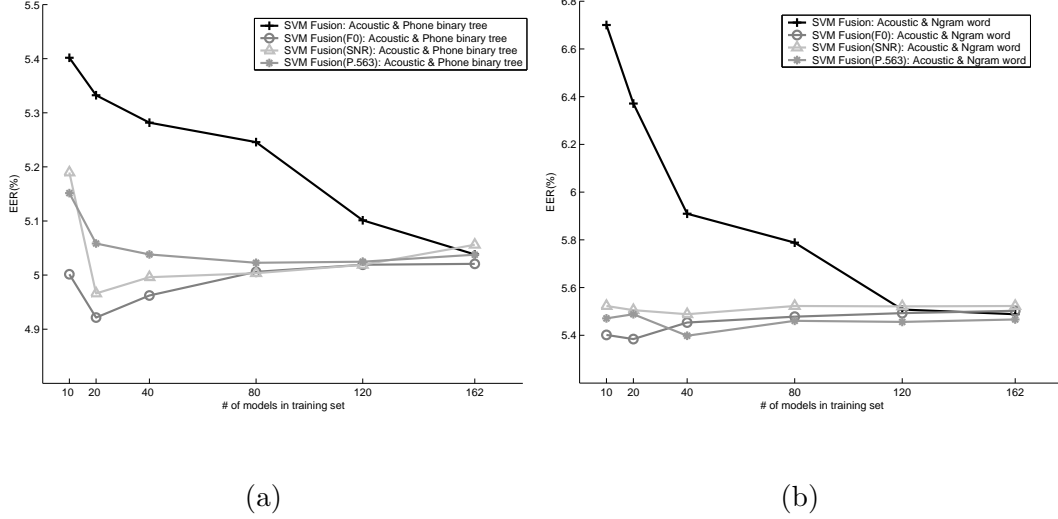 5.5
5.4
5.3
5.2
5.1
5
4.9
EER(%)
SVM Fusion: Acoustic & Phone binary tree
SVM Fusion(F0): Acoustic & Phone binary tree
SVM Fusion(SNR): Acoustic & Phone binary tree
SVM Fusion(P.563): Acoustic & Phone binary tree
10 20 40 80 120 162
# of models in training set
(a)
6.8
6.6
6.4
6.2
6
5.8
5.6
5.4
EER(%)
SVM Fusion: Acoustic & Ngram word
SVM Fusion(F0): Acoustic & Ngram word
SVM Fusion(SNR): Acoustic & Ngram word
SVM Fusion(P.563): Acoustic & Ngram word
10 20 40 80 120 162
# of models in training set
(b)